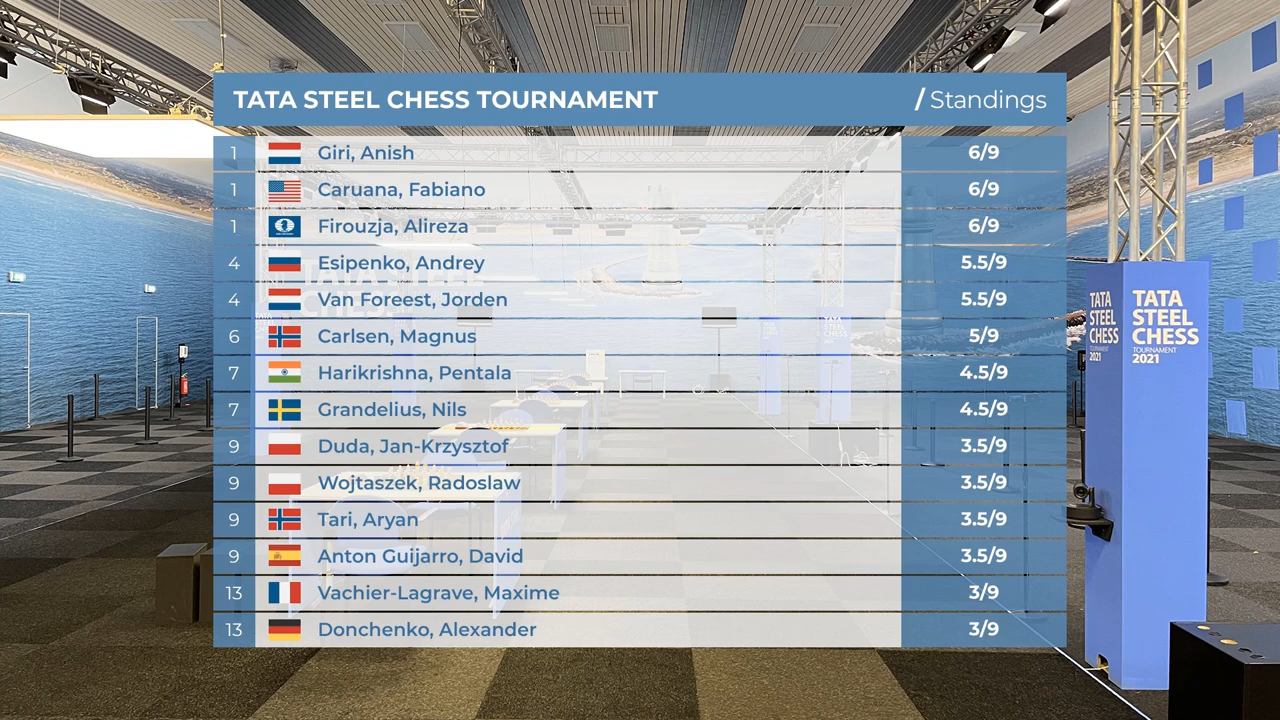 TATA STEEL CHESS TOURNAMENT / Standings
1 Giri, Anish 6/9
1 Caruana, Fabiano 6/9
1 Firouzja, Alireza 6/9
4 Esipenko, Andrey 5.5/9
4 Van Foreest, Jorden 5.5/9
6 Carlsen, Magnus 5/9
7 Harikrishna, Pentala 4.5/9
7 Grandelius, Nils 4.5/9
9 Duda, Jan-Krzysztof 3.5/9
9 Wojtaszek, Radoslaw 3.5/9
9 Tari, Aryan 3.5/9
9 Anton Guijarro, David 3.5/9
13 Vachier-Lagrave, Maxime 3/9
13 Donchenko, Alexander 3/9
TATA
STEEL
CHESS
TOURNAMENT
2021
TATA
STEEL
CHESS
TOURNAMENT
2021